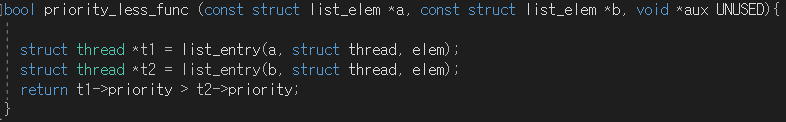 bool priority_less_func (const struct list_elem *a, const struct list_elem *b, void *aux UNUSED){
struct thread *t1 = list_entry(a, struct thread, elem);
struct thread *t2 = list_entry(b, struct thread, elem);
return t1->priority > t2->priority;
}